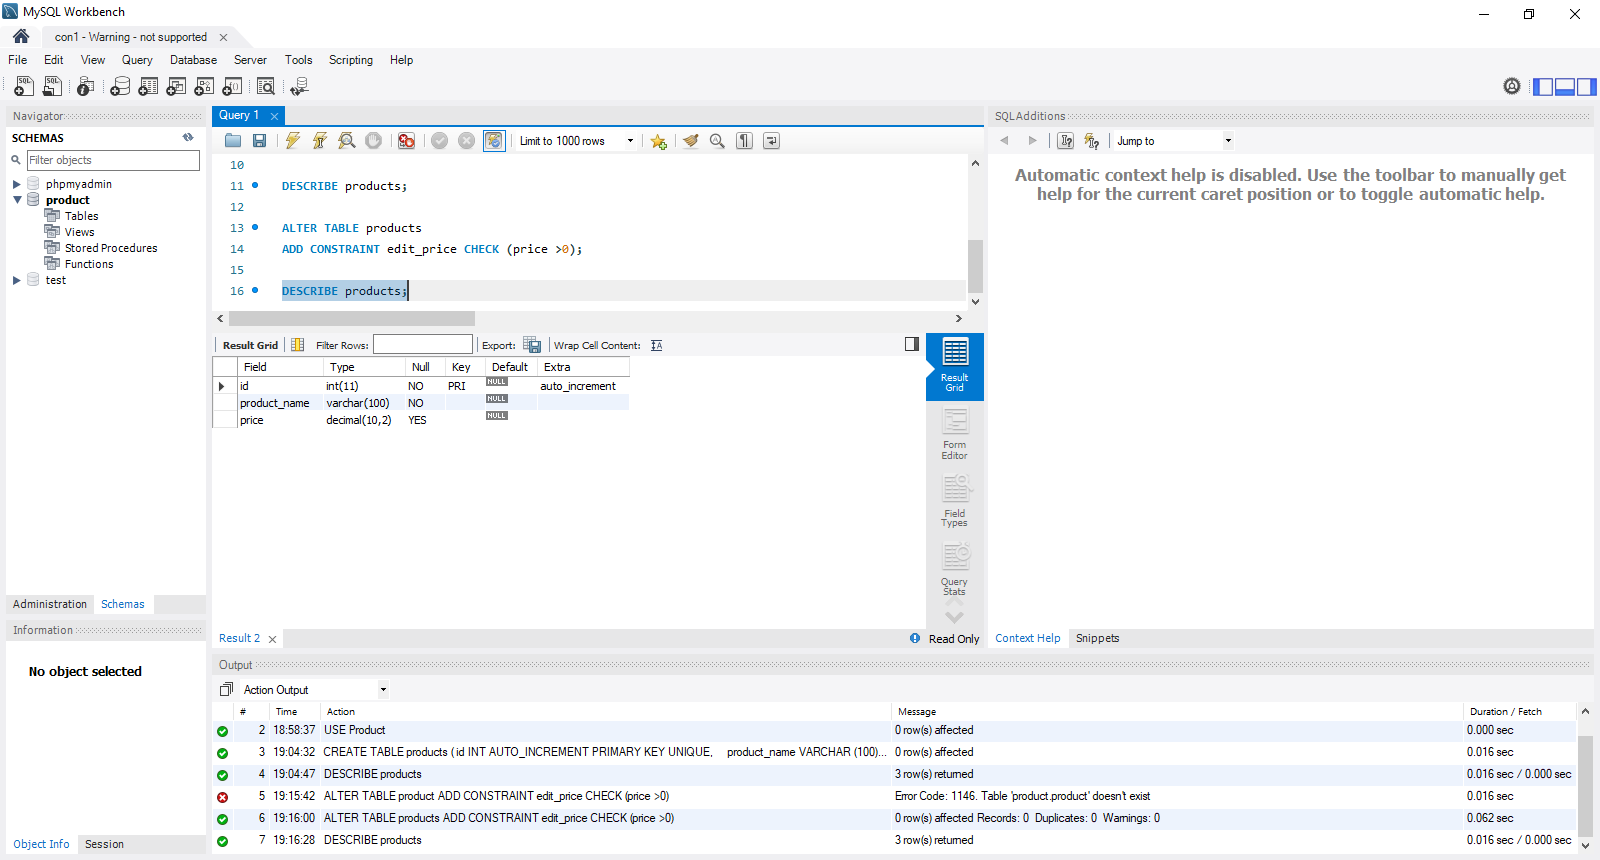 MySQL Workbench
con1 - Warning - not supported
File Edit View Query Database Server Tools Scripting Help
Navigator
SCHEMAS
Filter objects
phpmyadmin
product
Tables
Views
Stored Procedures
Functions
test
Administration Schemas
Information
No object selected
Object Info Session
Query 1
Limit to 1000 rows
10
11 DESCRIBE products;
12
13 ALTER TABLE products
14 ADD CONSTRAINT edit_price CHECK (price >0);
15
16 DESCRIBE products;
Result Grid Filter Rows: Export: Wrap Cell Content:
Field Type Null Key Default Extra
id int(11) NO PRI NULL auto_increment
product_name varchar(100) NO NULL
price decimal(10,2) YES NULL
Result
Grid
Form
Editor
Field
Types
Query
Stats
Result 2
Read Only
SQLAdditions
Jump to
Automatic context help is disabled. Use the toolbar to manually get
help for the current caret position or to toggle automatic help.
Context Help Snippets
Output
Action Output
# Time Action Message Duration / Fetch
2 18:58:37 USE Product 0 row(s) affected 0.000 sec
3 19:04:32 CREATE TABLE products ( id INT AUTO_INCREMENT PRIMARY KEY UNIQUE, product_name VARCHAR (100)... 0 row(s) affected 0.016 sec
4 19:04:47 DESCRIBE products 3 row(s) returned 0.016 sec / 0.000 sec
5 19:15:42 ALTER TABLE product ADD CONSTRAINT edit_price CHECK (price >0) Error Code: 1146. Table 'product.product' doesn't exist 0.016 sec
6 19:16:00 ALTER TABLE products ADD CONSTRAINT edit_price CHECK (price >0) 0 row(s) affected Records: 0 Duplicates: 0 Warnings: 0 0.062 sec
7 19:16:28 DESCRIBE products 3 row(s) returned 0.016 sec / 0.000 sec